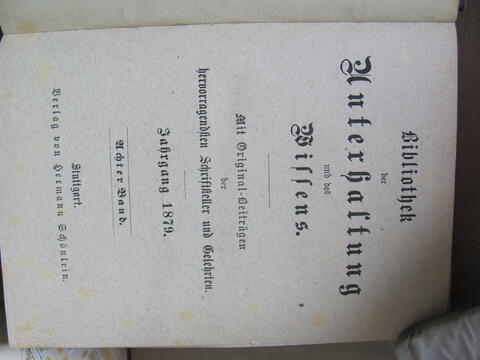 Bibliothek
der
Unterhaltung
und des
Wissens.
Mit Original-Beiträgen
der
hervorragendsten Schriftsteller und Gelehrten.
Jahrgang 1879.
Achter Band.
Stuttgart.
Verlag von Hermann Schönlein.